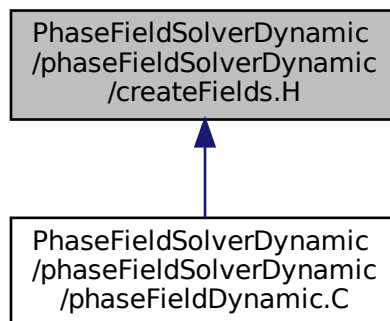 PhaseFieldSolverDynamic
/phaseFieldSolverDynamic
/createFields.H
PhaseFieldSolverDynamic
/phaseFieldSolverDynamic
/phaseFieldDynamic.C